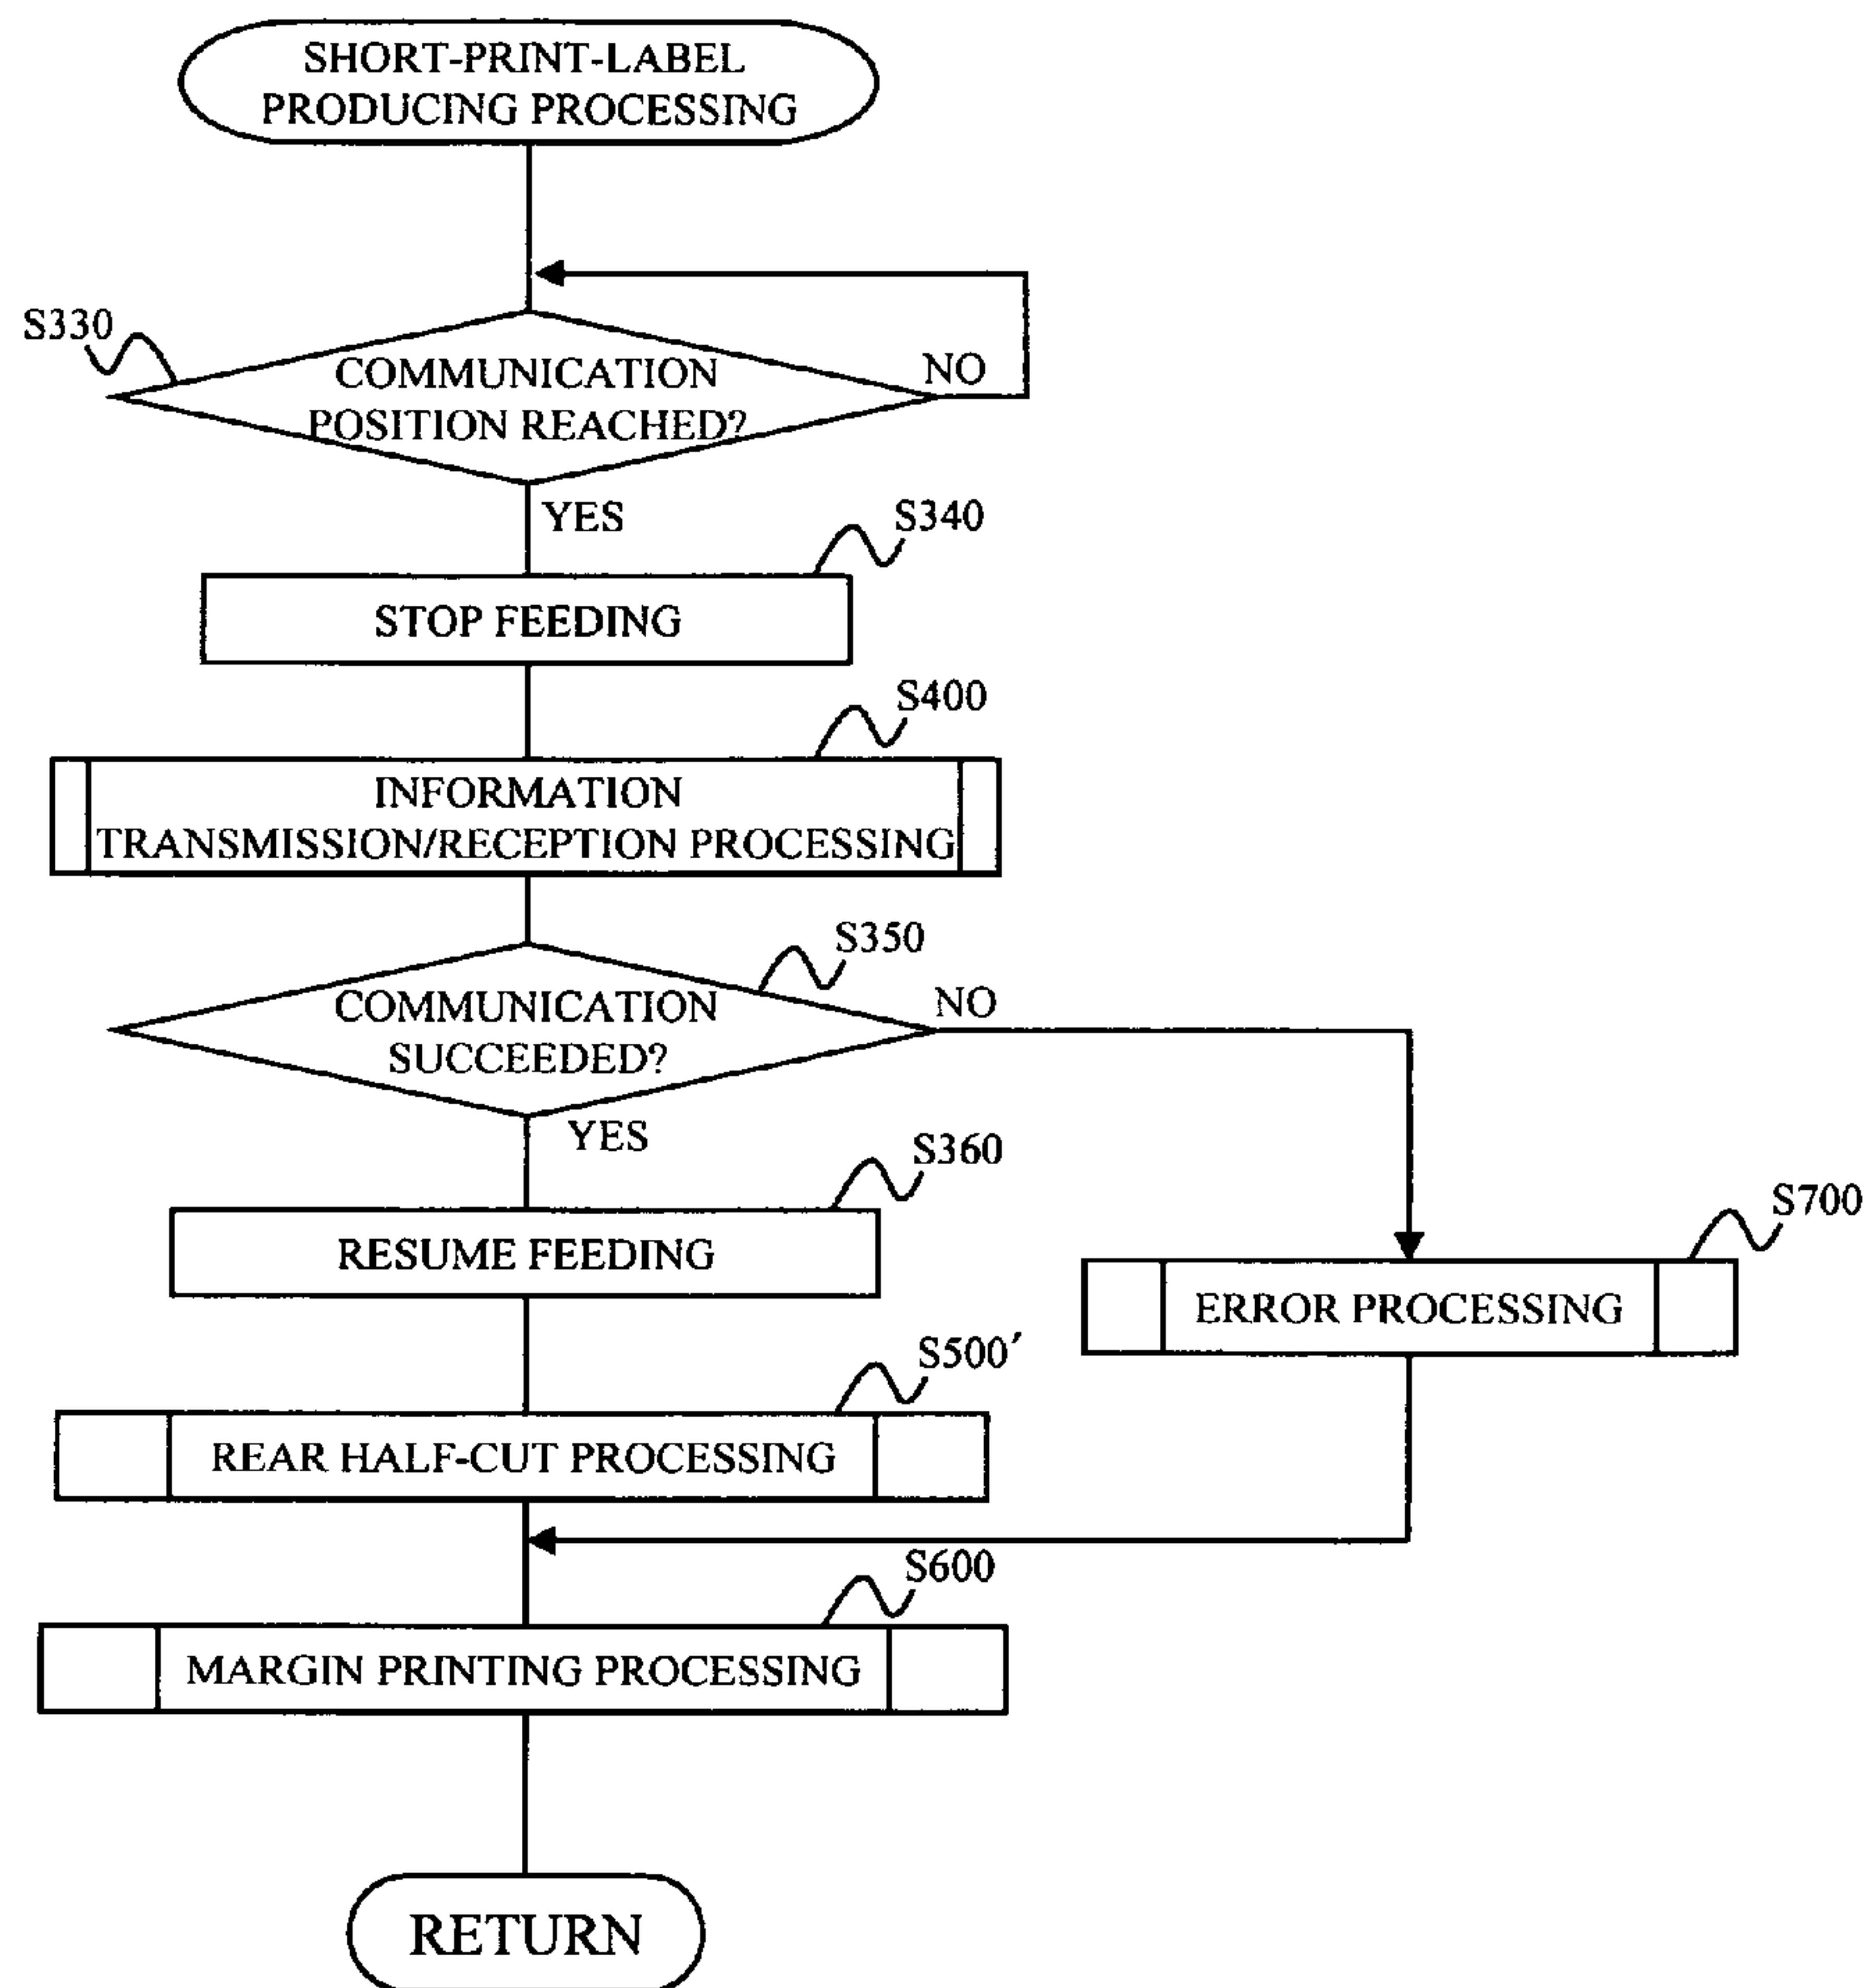 SHORT-PRINT-LABEL
PRODUCING PROCESSING
S330
COMMUNICATION
POSITION REACHED?
NO
YES
S340
STOP FEEDING
S400
INFORMATION
TRANSMISSION/RECEPTION PROCESSING
S350
COMMUNICATION
SUCCEEDED?
NO
YES
S360
RESUME FEEDING
S700
ERROR PROCESSING
S500′
REAR HALF-CUT PROCESSING
S600
MARGIN PRINTING PROCESSING
RETURN